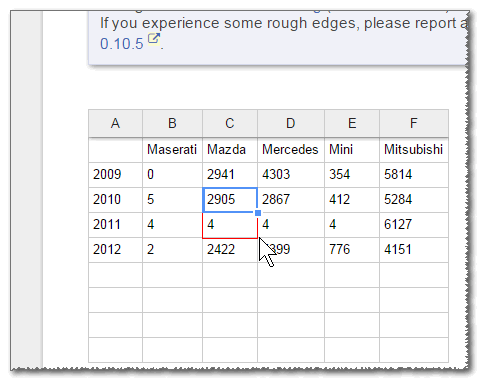 If you experience some rough edges, please report a
0.10.5.
A B C D E F
Maserati Mazda Mercedes Mini Mitsubishi
2009 0 2941 4303 354 5814
2010 5 2905 2867 412 5284
2011 4 4 4 4 6127
2012 2 2422 399 776 4151